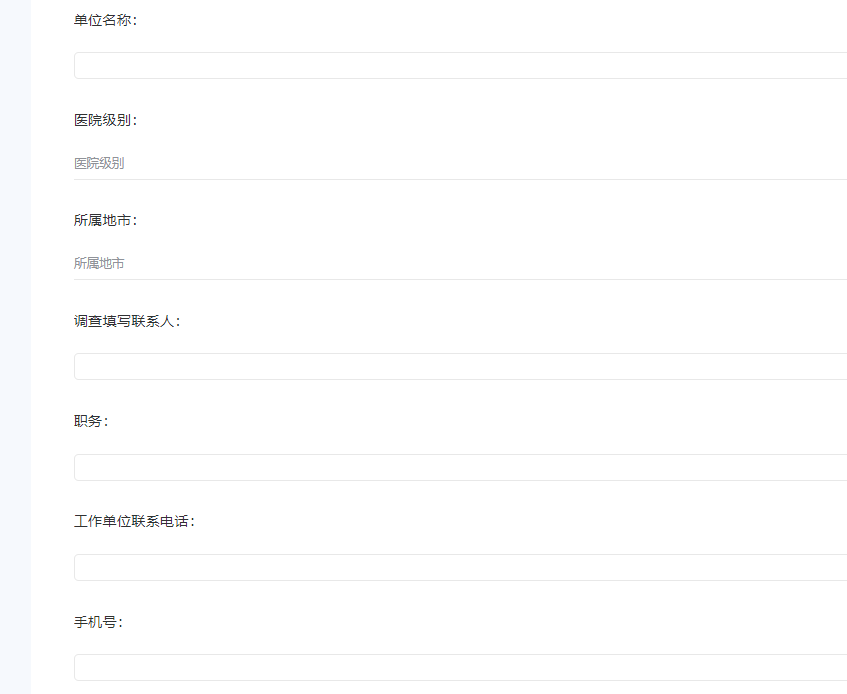 单位名称：
医院级别：
医院级别
所属地市：
所属地市
调查填写联系人：
职务：
工作单位联系电话：
手机号：